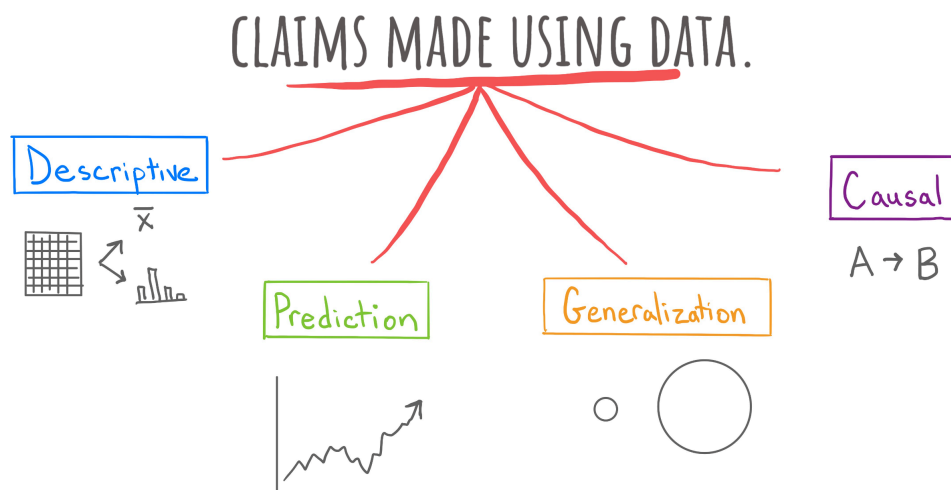 CLAIMS MADE USING DATA.
Descriptive
x̅
Causal
A → B
Prediction
Generalization